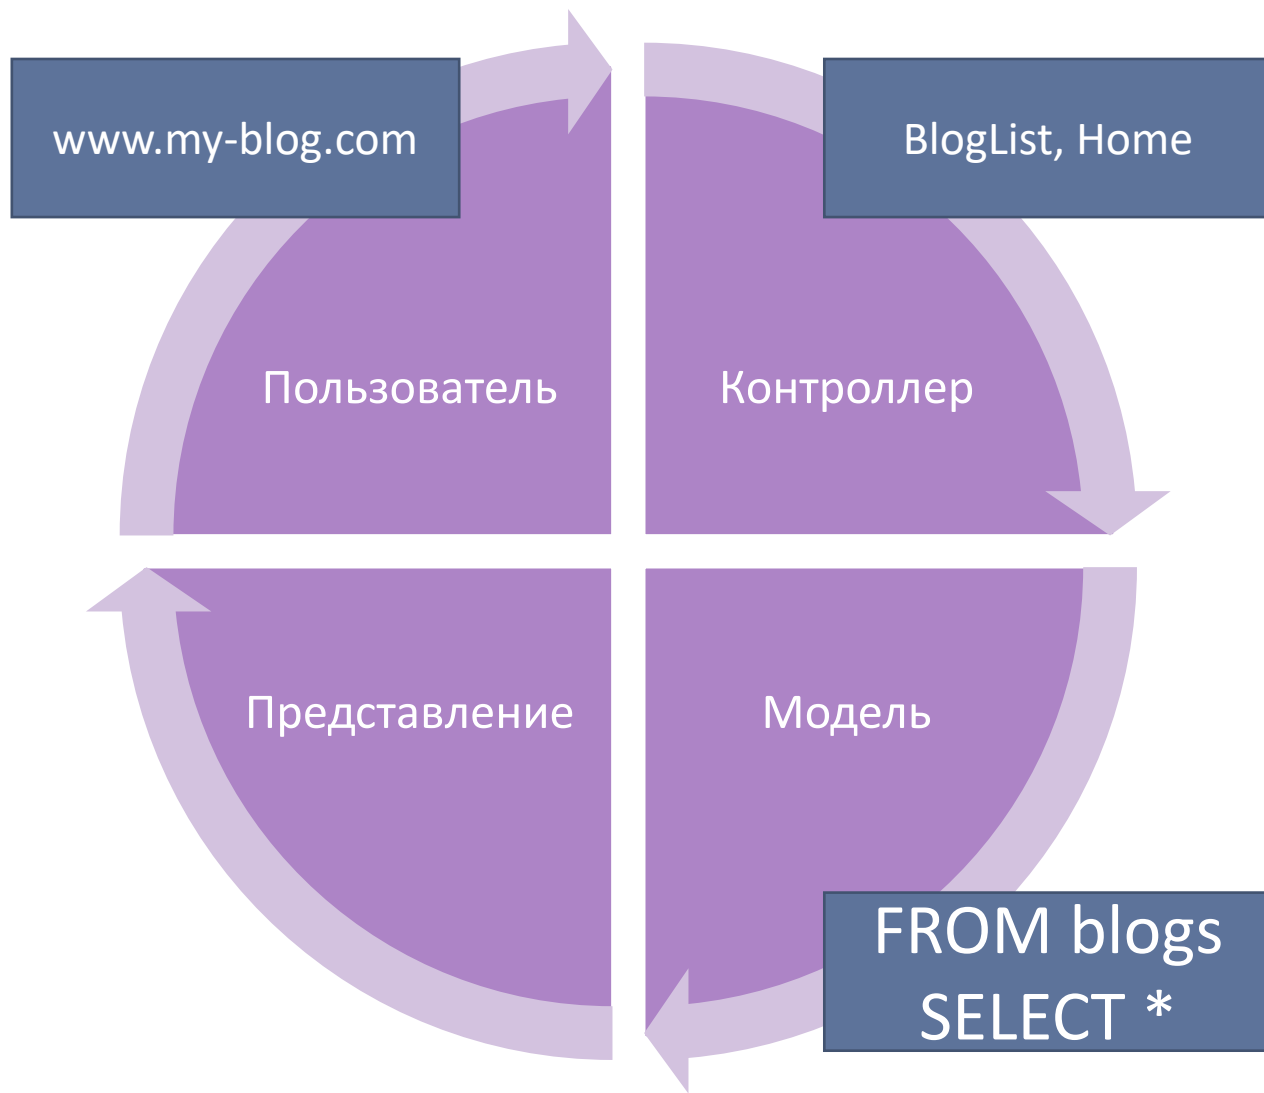 www.my-blog.com
BlogList, Home
Пользователь
Контроллер
Представление
Модель
FROM blogs
SELECT *